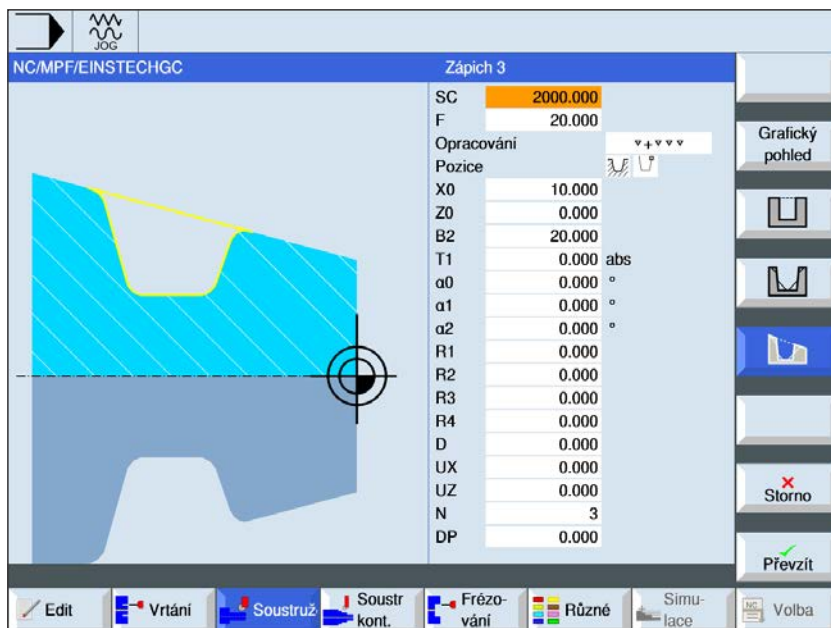 JOG
NC/MPF/EINSTECHGC
Zápich 3
SC 2000.000
F 20.000
Opracování ▿+▿▿▿
Pozice
X0 10.000
Z0 0.000
B2 20.000
T1 0.000 abs
α0 0.000 °
α1 0.000 °
α2 0.000 °
R1 0.000
R2 0.000
R3 0.000
R4 0.000
D 0.000
UX 0.000
UZ 0.000
N 3
DP 0.000
Grafický
pohled
Storno
Převzít
Edit
Vrtání
Soustruž
Soustr
kont.
Frézo-
vání
Různé
Simu-
lace
NC
Volba